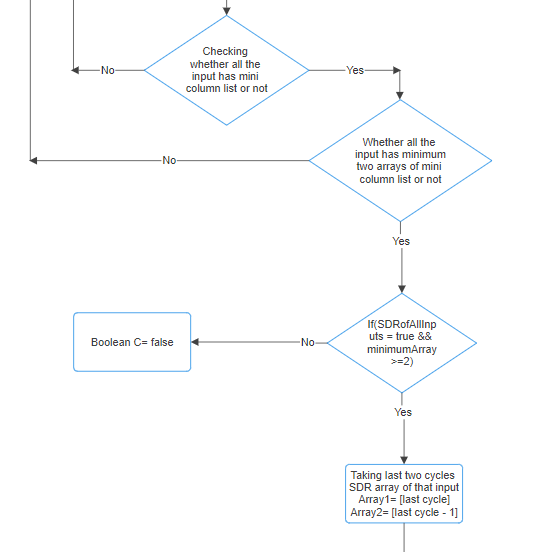 Checking
whether all the
input has mini
column list or not
No
Yes
Whether all the
input has minimum
two arrays of mini
column list or not
No
Yes
If(SDRofAllInp
uts = true &&
minimumArray
>=2)
No
Boolean C= false
Yes
Taking last two cycles
SDR array of that input
Array1= [last cycle]
Array2= [last cycle - 1]